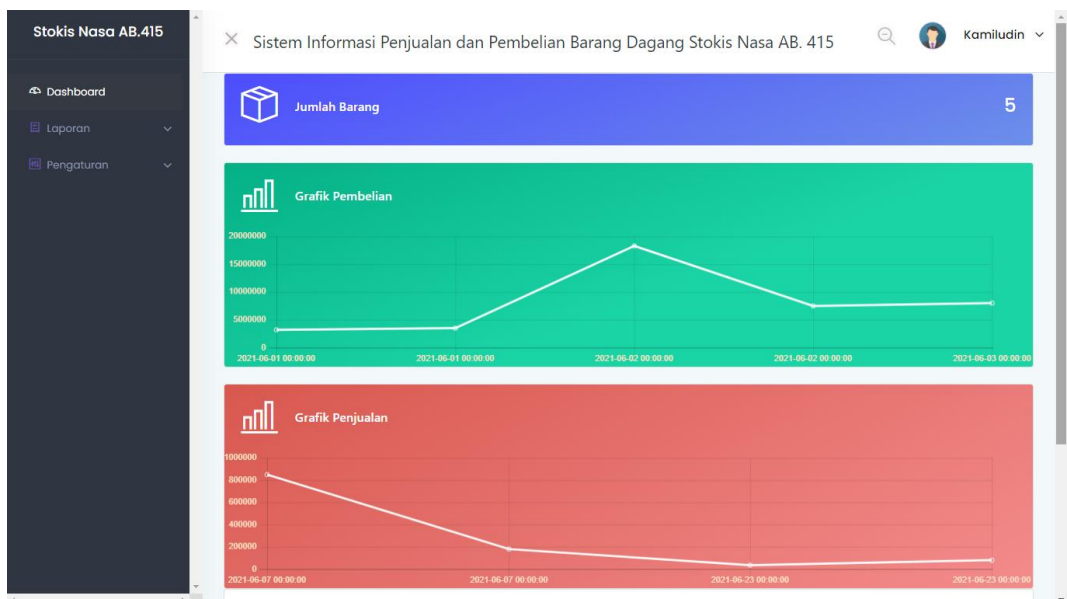 Stokis Nasa AB.415
Sistem Informasi Penjualan dan Pembelian Barang Dagang Stokis Nasa AB. 415
Kamiludin
Dashboard
Laporan
Pengaturan
Jumlah Barang
5
Grafik Pembelian
20000000
15000000
10000000
5000000
0
2021-06-01 00:00:00 2021-06-01 00:00:00 2021-06-02 00:00:00 2021-06-02 00:00:00 2021-06-03 00:00:00
Grafik Penjualan
1000000
800000
600000
400000
200000
0
2021-06-07 00:00:00 2021-06-07 00:00:00 2021-06-23 00:00:00 2021-06-23 00:00:00